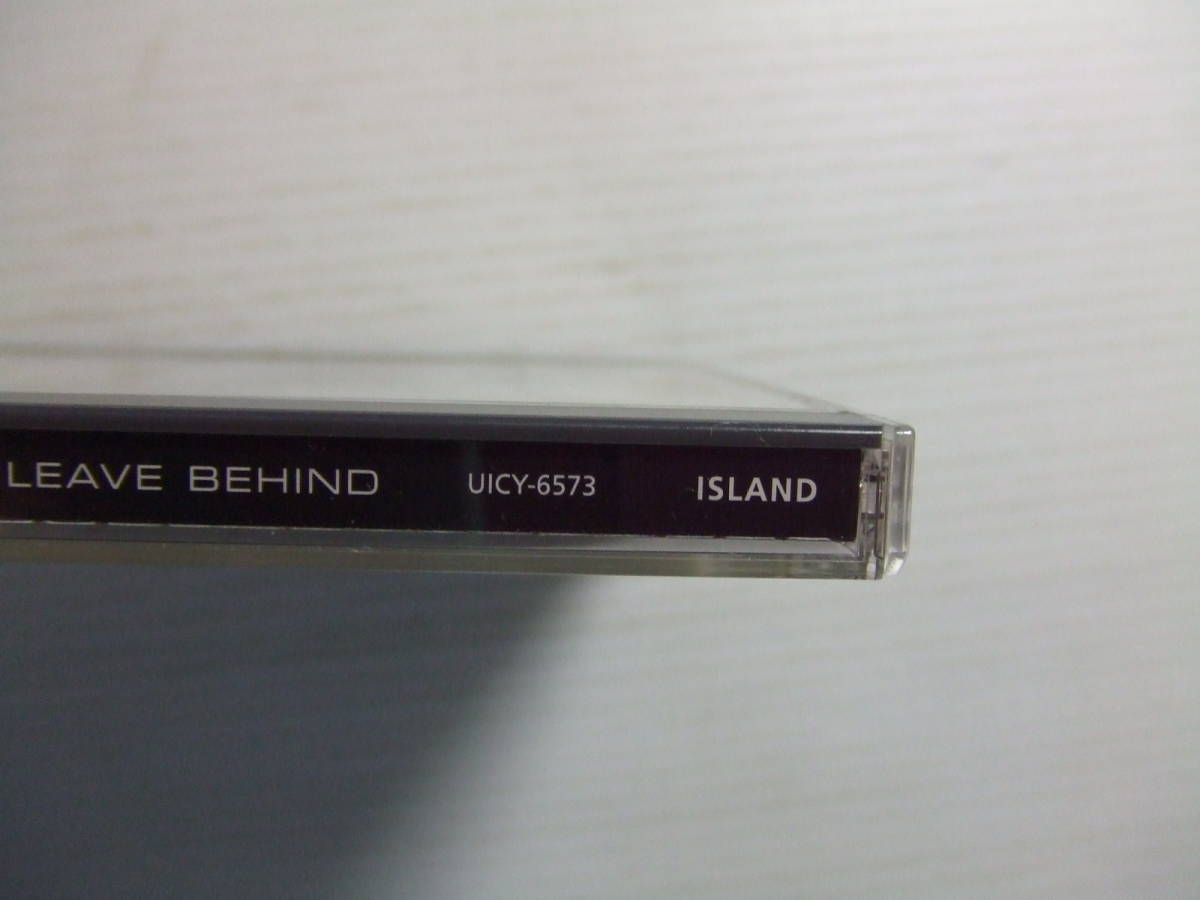 LEAVE BEHIND UICY-6573 ISLAND